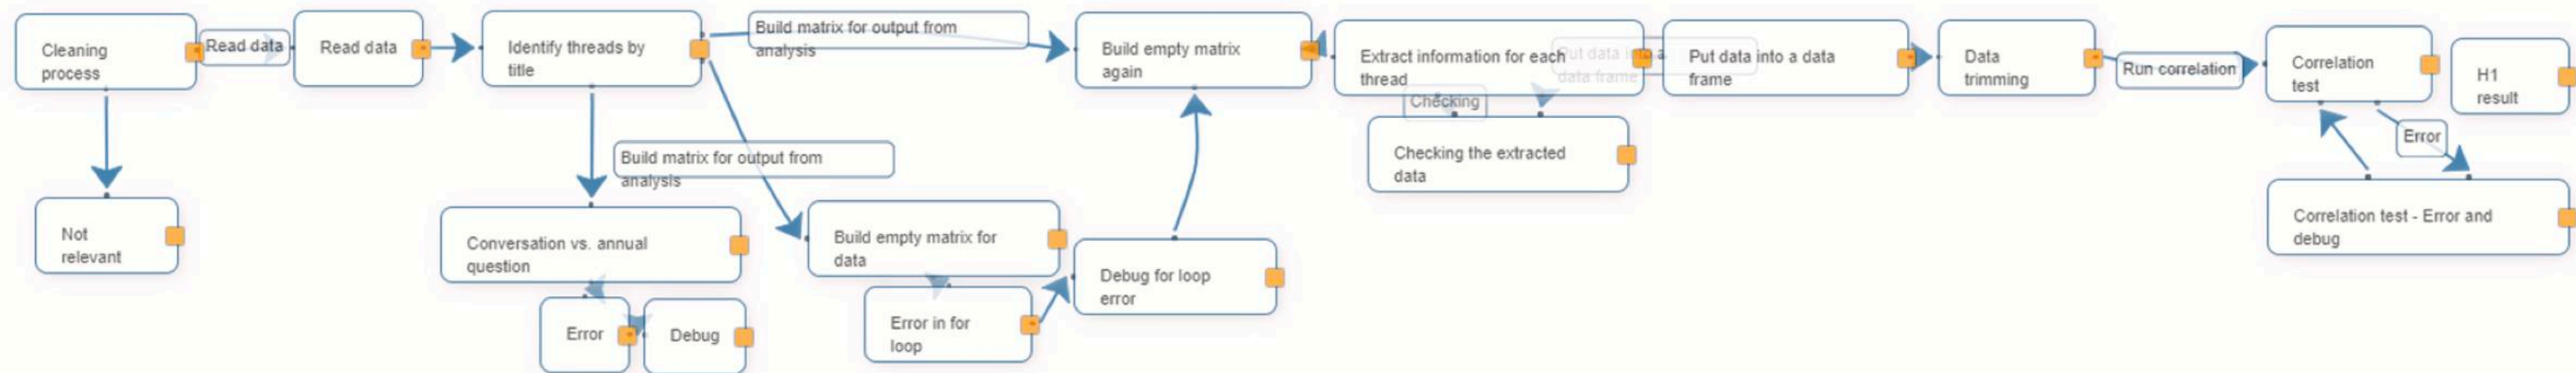 Cleaning
process
Read data
Read data
Identify threads by
title
Build matrix for output from
analysis
Build empty matrix
again
Extract information for each
thread
Put data into a
data frame
Put data into a data
frame
Data
trimming
Run correlation
Correlation
test
H1
result
Checking
Error
Build matrix for output from
analysis
Checking the extracted
data
Not
relevant
Conversation vs. annual
question
Build empty matrix for
data
Debug for loop
error
Correlation test - Error and
debug
Error
Debug
Error in for
loop